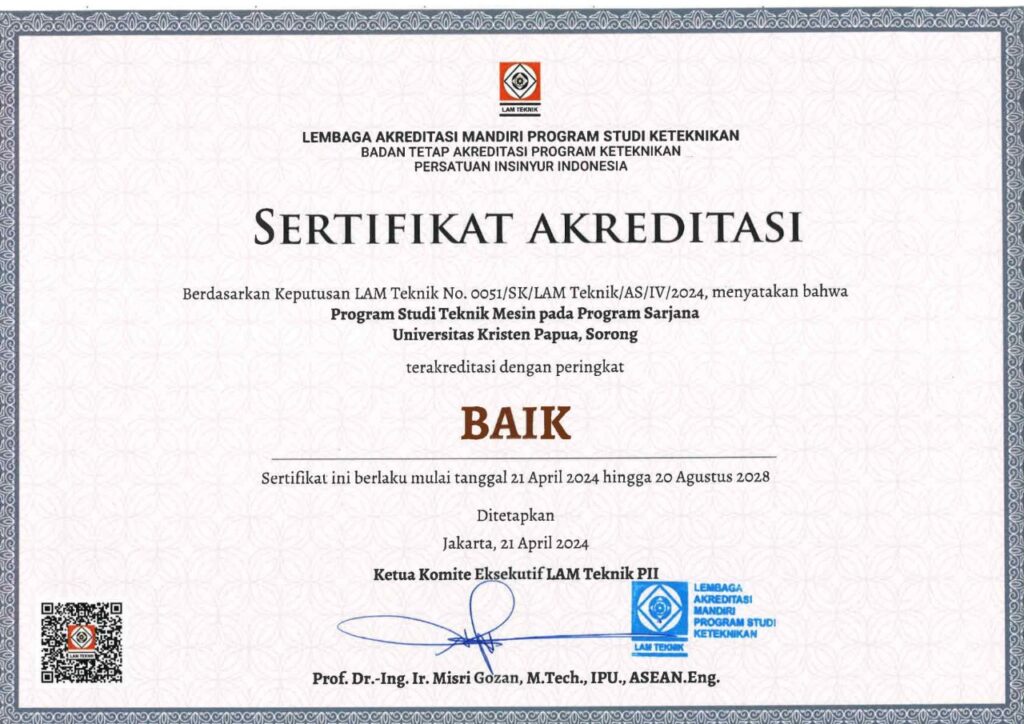 LAM TEKNIK
LEMBAGA AKREDITASI MANDIRI PROGRAM STUDI KETEKNIKAN
BADAN TETAP AKREDITASI PROGRAM KETEKNIKAN
PERSATUAN INSINYUR INDONESIA
SERTIFIKAT AKREDITASI
Berdasarkan Keputusan LAM Teknik No. 0051/SK/LAM Teknik/AS/IV/2024, menyatakan bahwa
Program Studi Teknik Mesin pada Program Sarjana
Universitas Kristen Papua, Sorong
terakreditasi dengan peringkat
BAIK
Sertifikat ini berlaku mulai tanggal 21 April 2024 hingga 20 Agustus 2028
Ditetapkan
Jakarta, 21 April 2024
Ketua Komite Eksekutif LAM Teknik PII
LEMBAGA
AKREDITASI
MANDIRI
PROGRAM STUDI
KETEKNIKAN
LAM TEKNIK
LAM TEKNIK
Prof. Dr.-Ing. Ir. Misri Gozan, M.Tech., IPU., ASEAN.Eng.